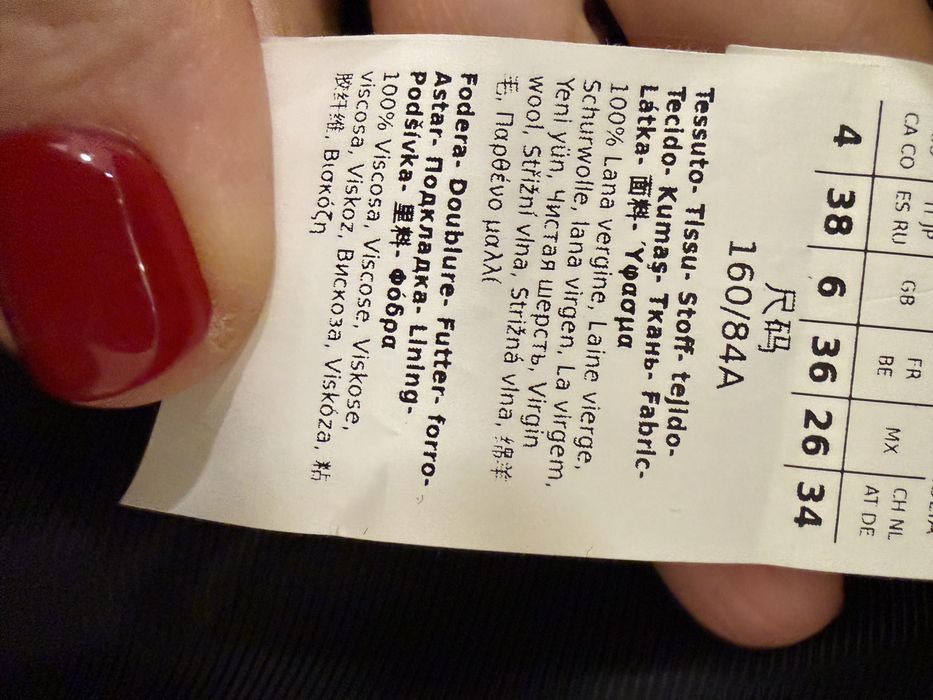 IT JP GB FR MX CH NL
CA CO ES RU BE AT DE
4 38 6 36 26 34
尺码
160/84A
Tessuto- Tissu- Stoff- tejido-
Tecido- Kumaş- Ткань- Fabric-
Látka- 面料- Ύφασμα
100% Lana vergine, Laine vierge,
Schurwolle, lana virgen, La virgem,
Yeni yün, Чистая шерсть, Virgin
wool, Střižní vlna, Strižná vlna, 绵羊
毛, Παρθένο μαλλί
Fodera- Doublure- Futter- forro-
Astar- Подкладка- Lining-
Podšívka- 里料- Φόδρα
100% Viscosa, Viscose, Viskose,
viscosa, Viskoz, Вискоза, Viskóza, 粘
胶纤维, Βισκόζη